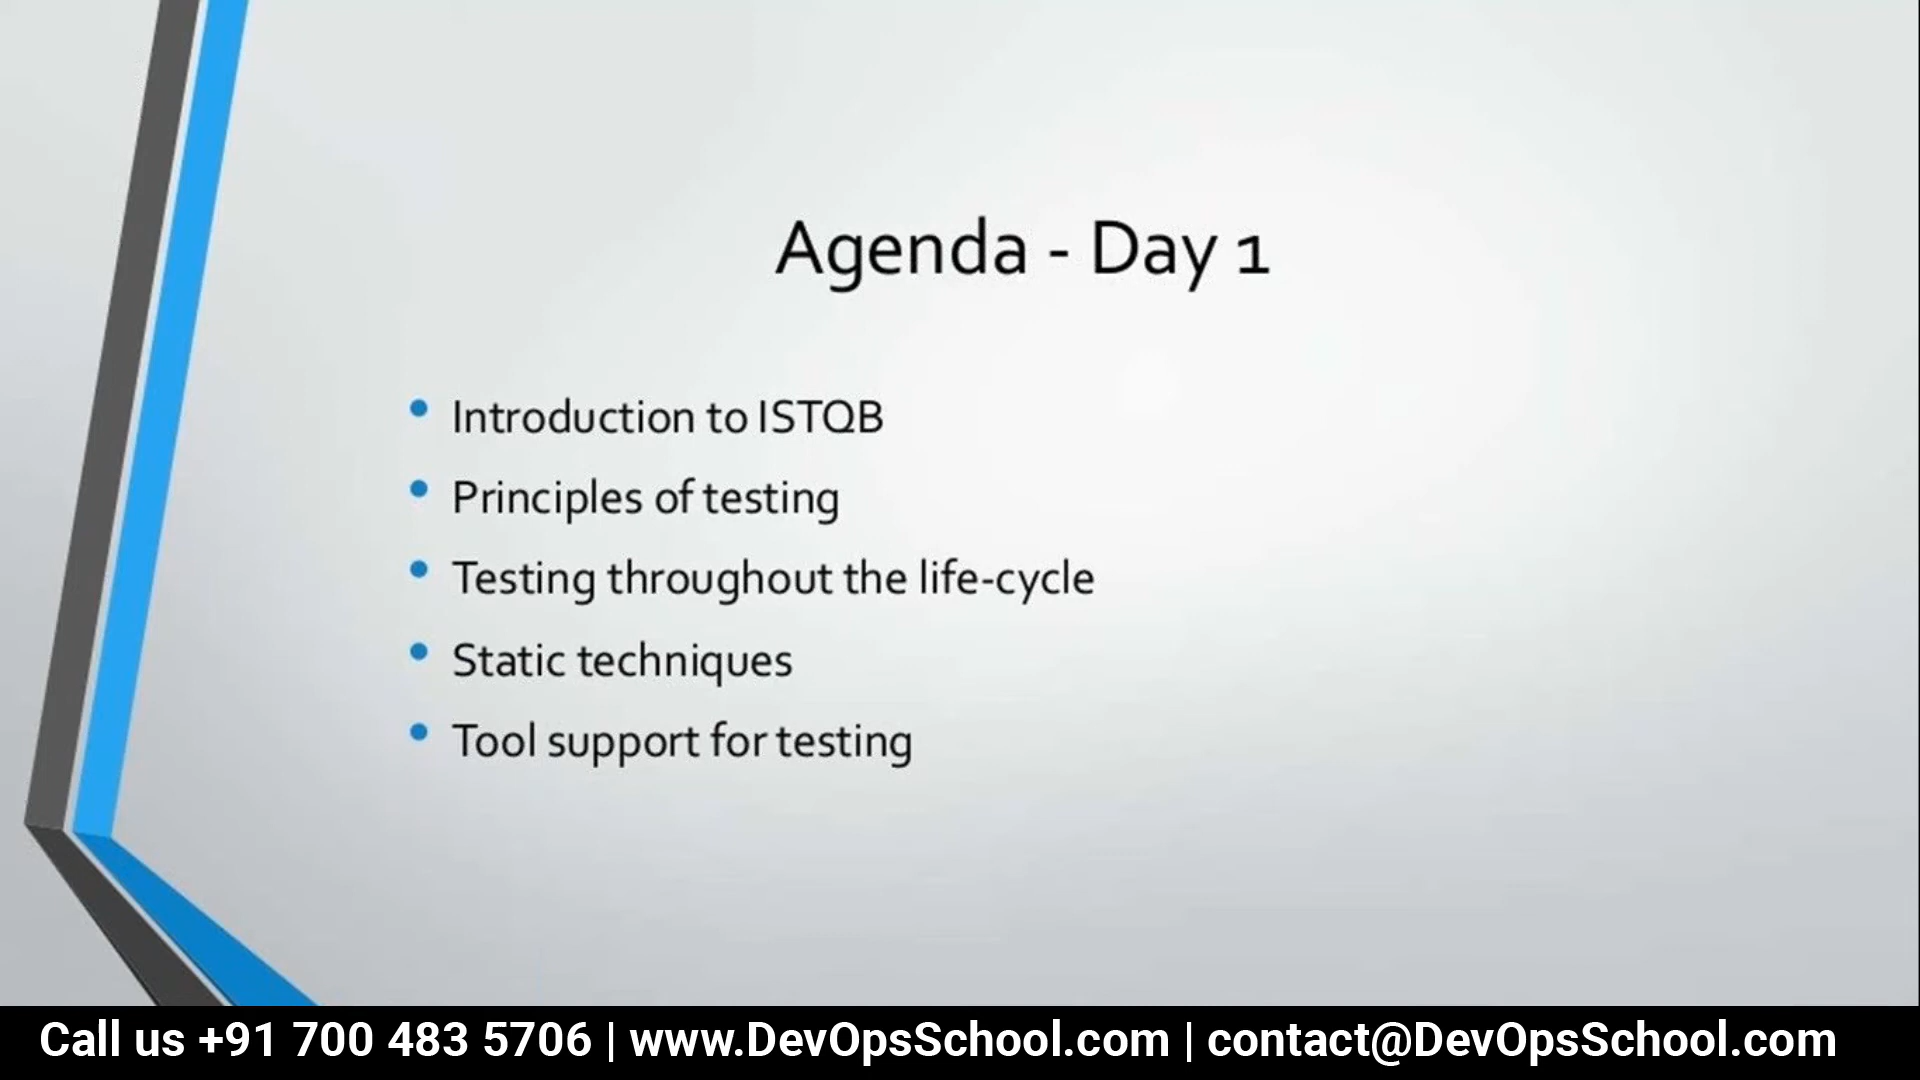 Agenda - Day 1
• Introduction to ISTQB
• Principles of testing
• Testing throughout the life-cycle
• Static techniques
• Tool support for testing
Call us +91 700 483 5706 | www.DevOpsSchool.com | contact@DevOpsSchool.com